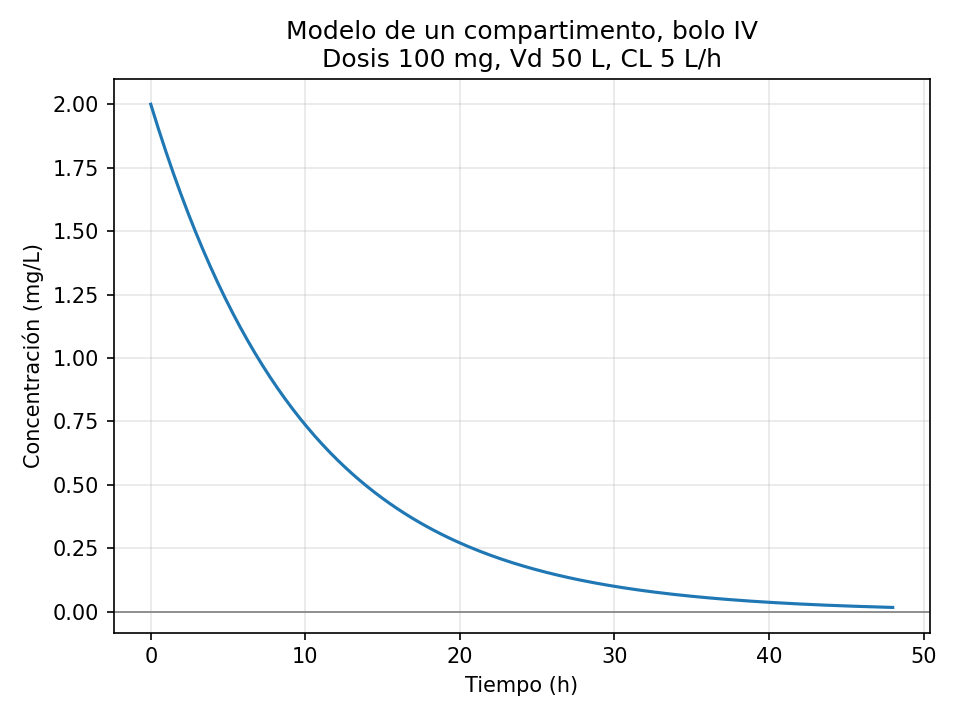 Modelo de un compartimento, bolo IV
Dosis 100 mg, Vd 50 L, CL 5 L/h
2.00
1.75
1.50
1.25
1.00
0.75
0.50
0.25
0.00
Concentración (mg/L)
0 10 20 30 40 50
Tiempo (h)